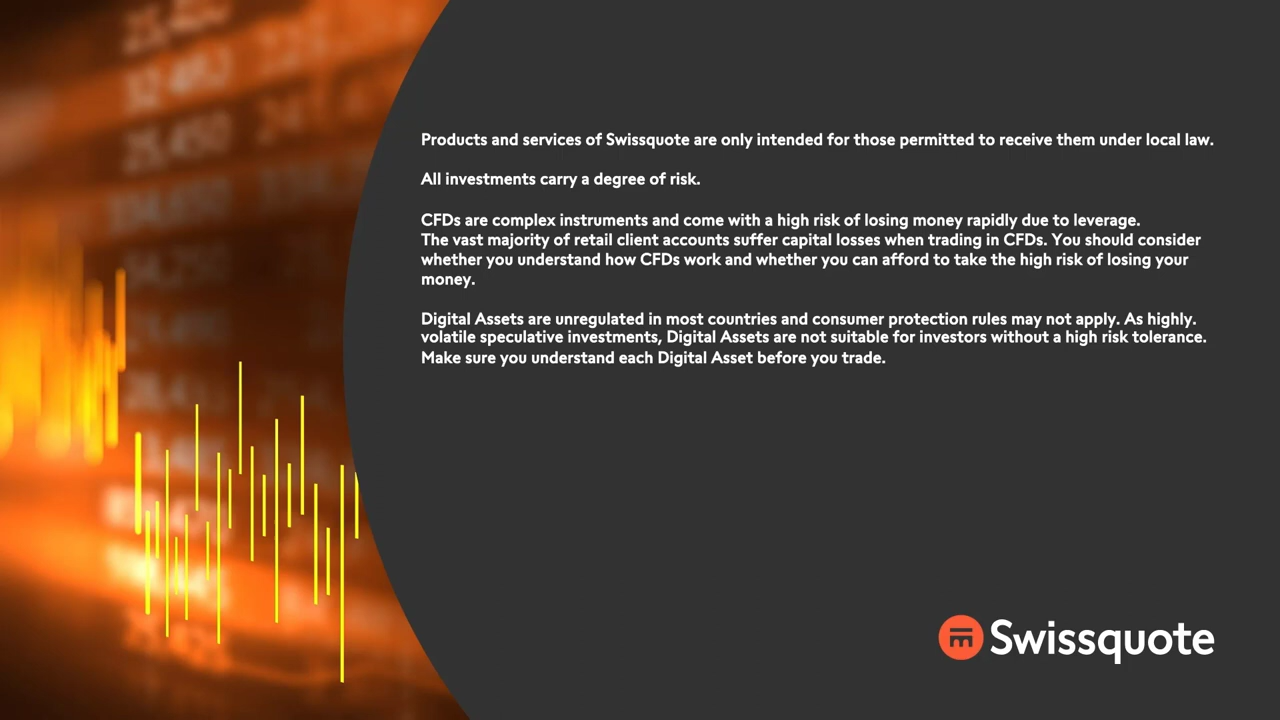 Products and services of Swissquote are only intended for those permitted to receive them under local law.
All investments carry a degree of risk.
CFDs are complex instruments and come with a high risk of losing money rapidly due to leverage.
The vast majority of retail client accounts suffer capital losses when trading in CFDs. You should consider
whether you understand how CFDs work and whether you can afford to take the high risk of losing your
money.
Digital Assets are unregulated in most countries and consumer protection rules may not apply. As highly.
volatile speculative investments, Digital Assets are not suitable for investors without a high risk tolerance.
Make sure you understand each Digital Asset before you trade.
Swissquote